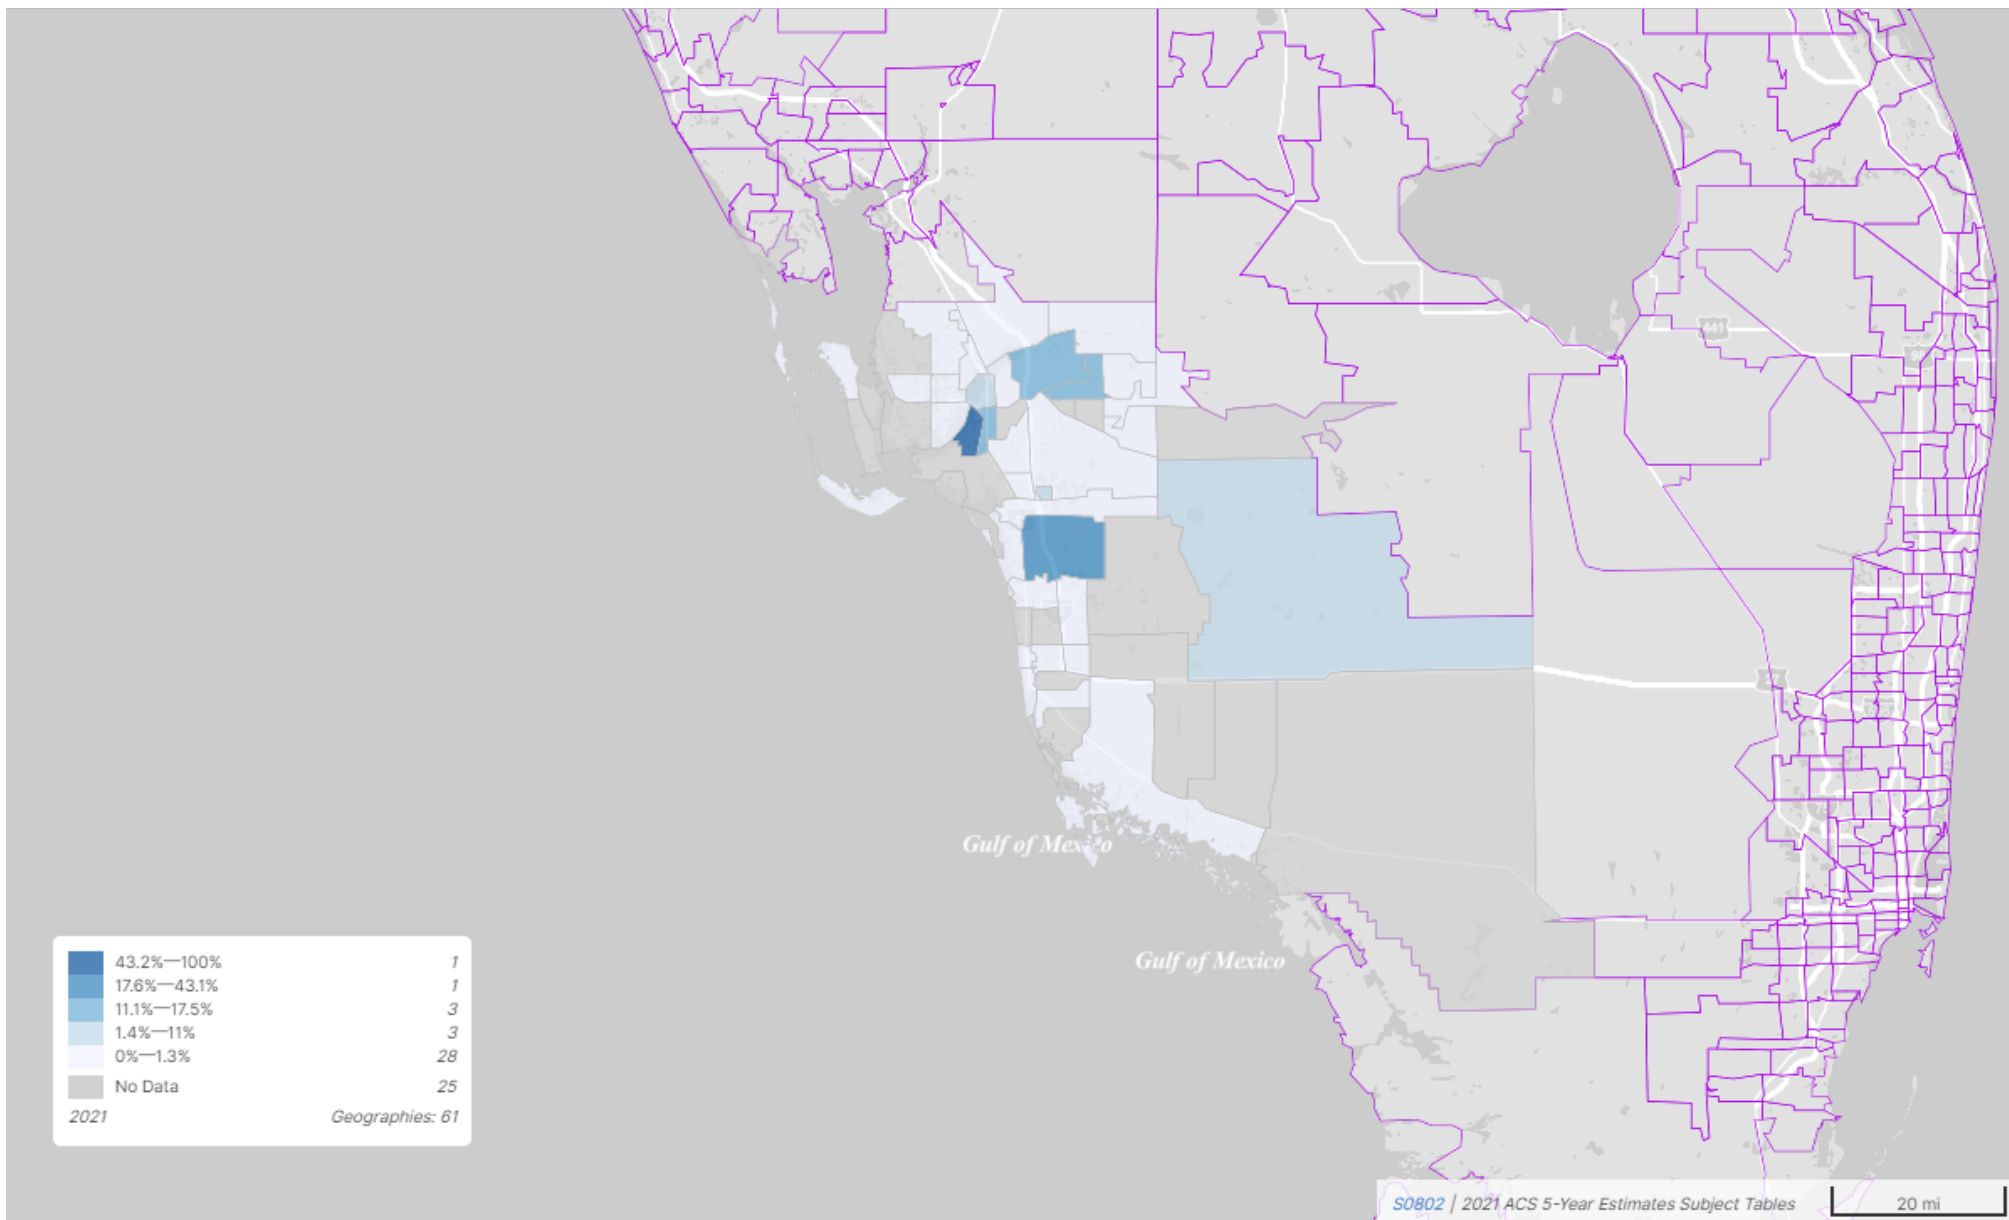 441
Gulf of Mexico
Gulf of Mexico
43.2%—100% 1
17.6%—43.1% 1
11.1%—17.5% 3
1.4%—11% 3
0%—1.3% 28
No Data 25
2021 Geographies: 61
S0802 | 2021 ACS 5-Year Estimates Subject Tables
20 mi